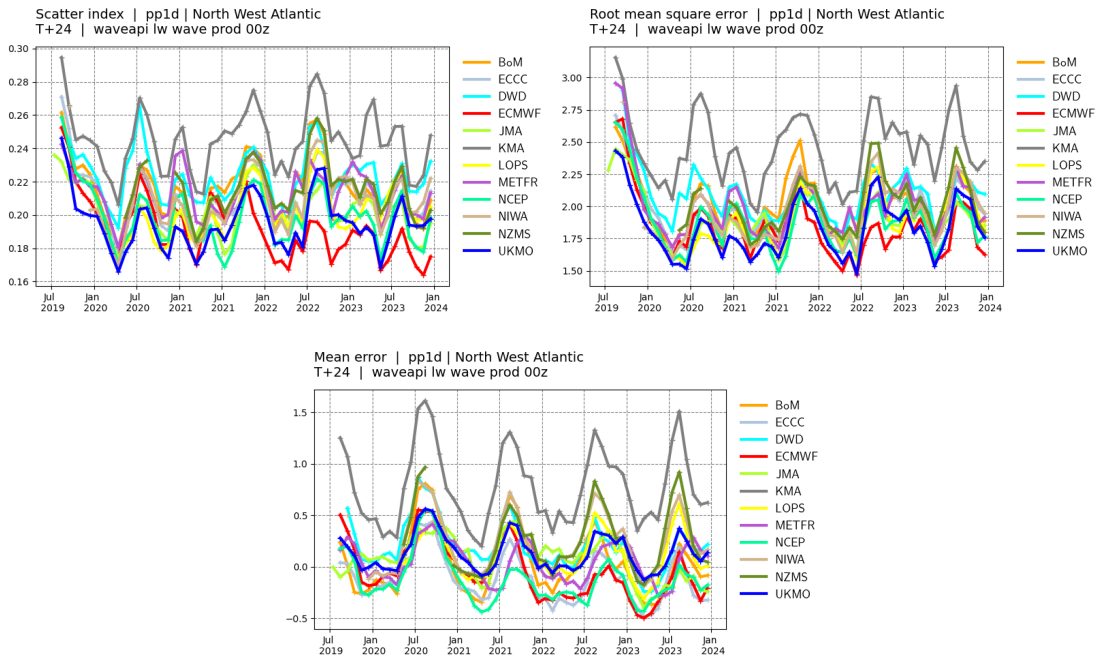 Scatter index | pp1d | North West Atlantic
T+24 | waveapi lw wave prod 00z
0.30
0.28
0.26
0.24
0.22
0.20
0.18
0.16
Jul 2019
Jan 2020
Jul 2020
Jan 2021
Jul 2021
Jan 2022
Jul 2022
Jan 2023
Jul 2023
Jan 2024
BoM
ECCC
DWD
ECMWF
JMA
KMA
LOPS
METFR
NCEP
NIWA
NZMS
UKMO
Root mean square error | pp1d | North West Atlantic
T+24 | waveapi lw wave prod 00z
3.00
2.75
2.50
2.25
2.00
1.75
1.50
Jul 2019
Jan 2020
Jul 2020
Jan 2021
Jul 2021
Jan 2022
Jul 2022
Jan 2023
Jul 2023
Jan 2024
BoM
ECCC
DWD
ECMWF
JMA
KMA
LOPS
METFR
NCEP
NIWA
NZMS
UKMO
Mean error | pp1d | North West Atlantic
T+24 | waveapi lw wave prod 00z
1.5
1.0
0.5
0.0
−0.5
Jul 2019
Jan 2020
Jul 2020
Jan 2021
Jul 2021
Jan 2022
Jul 2022
Jan 2023
Jul 2023
Jan 2024
BoM
ECCC
DWD
ECMWF
JMA
KMA
LOPS
METFR
NCEP
NIWA
NZMS
UKMO